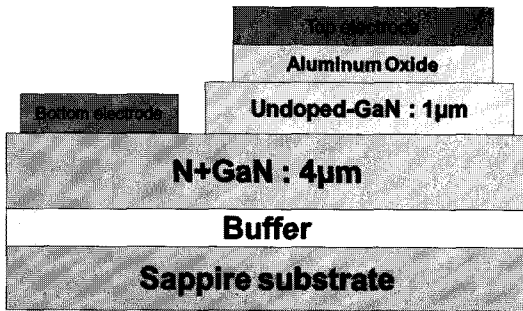 Top electrode
Aluminum Oxide
Bottom electrode
Undoped-GaN : 1µm
N+GaN : 4µm
Buffer
Sappire substrate